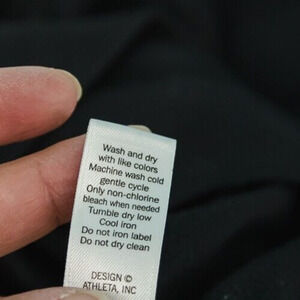 Wash and dry
with like colors
Machine wash cold
gentle cycle
Only non-chlorine
bleach when needed
Tumble dry low
Cool iron
Do not iron label
Do not dry clean
DESIGN ©
ATHLETA, INC